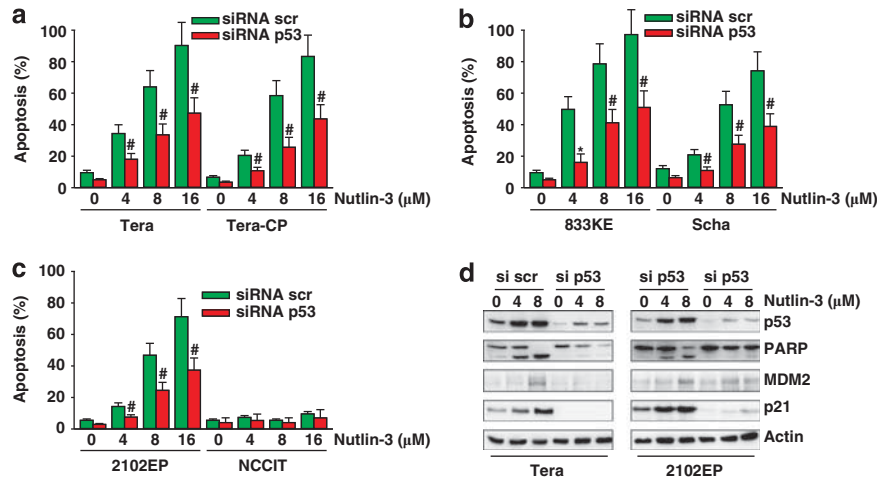 a
siRNA scr
siRNA p53
Apoptosis (%)
100
80
60
40
20
0
# # # # # #
0 4 8 16 0 4 8 16 Nutlin-3 (μM)
Tera Tera-CP
b
siRNA scr
siRNA p53
Apoptosis (%)
100
80
60
40
20
0
* # # # # #
0 4 8 16 0 4 8 16 Nutlin-3 (μM)
833KE Scha
c
siRNA scr
siRNA p53
Apoptosis (%)
100
80
60
40
20
0
# # #
0 4 8 16 0 4 8 16 Nutlin-3 (μM)
2102EP NCCIT
d
si scr si p53 si p53 si p53
0 4 8 0 4 8 0 4 8 0 4 8 Nutlin-3 (μM)
p53
PARP
MDM2
p21
Actin
Tera 2102EP